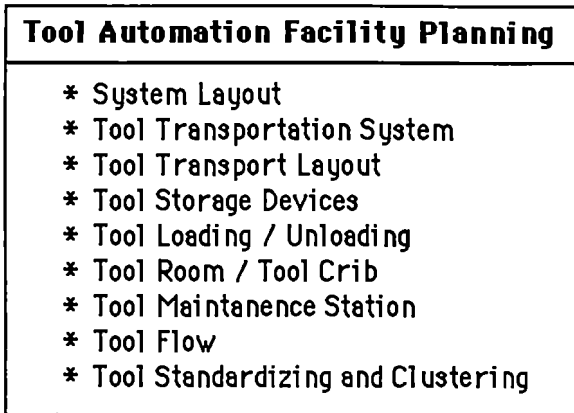 Tool Automation Facility Planning
* System Layout
* Tool Transportation System
* Tool Transport Layout
* Tool Storage Devices
* Tool Loading / Unloading
* Tool Room / Tool Crib
* Tool Maintanence Station
* Tool Flow
* Tool Standardizing and Clustering